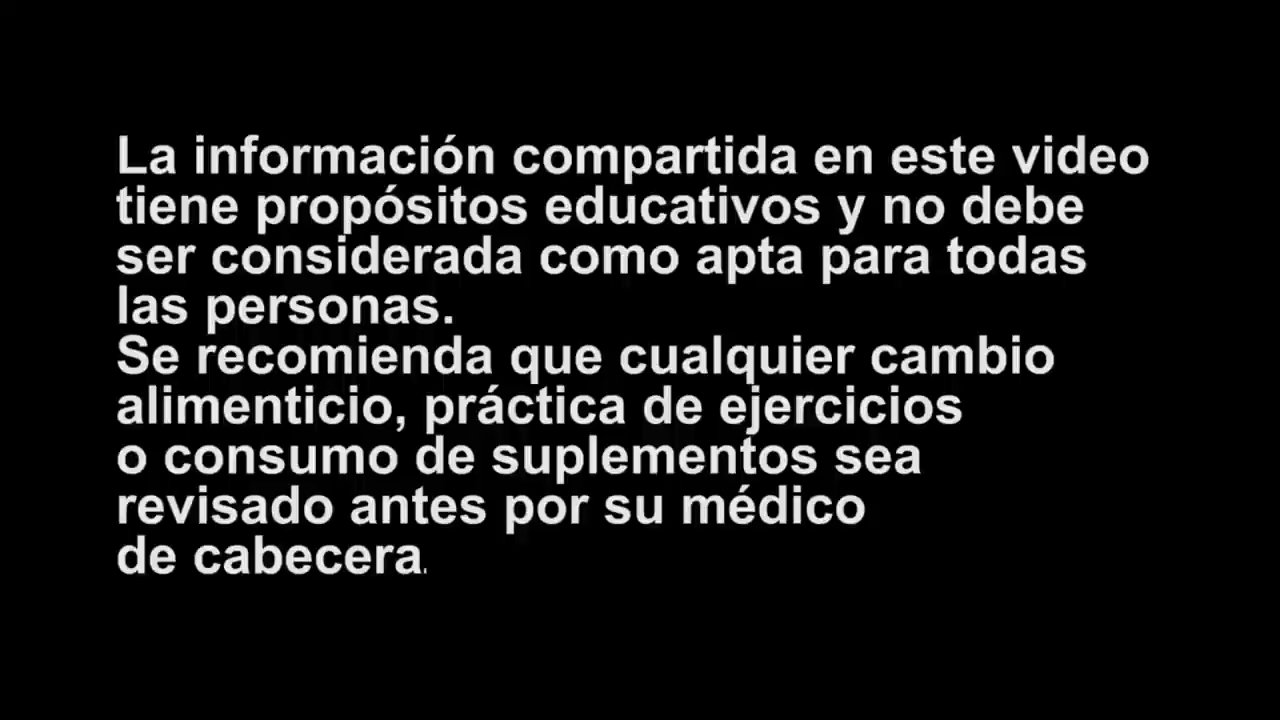 La información compartida en este video
tiene propósitos educativos y no debe
ser considerada como apta para todas
las personas.
Se recomienda que cualquier cambio
alimenticio, práctica de ejercicios
o consumo de suplementos sea
revisado antes por su médico
de cabecera.